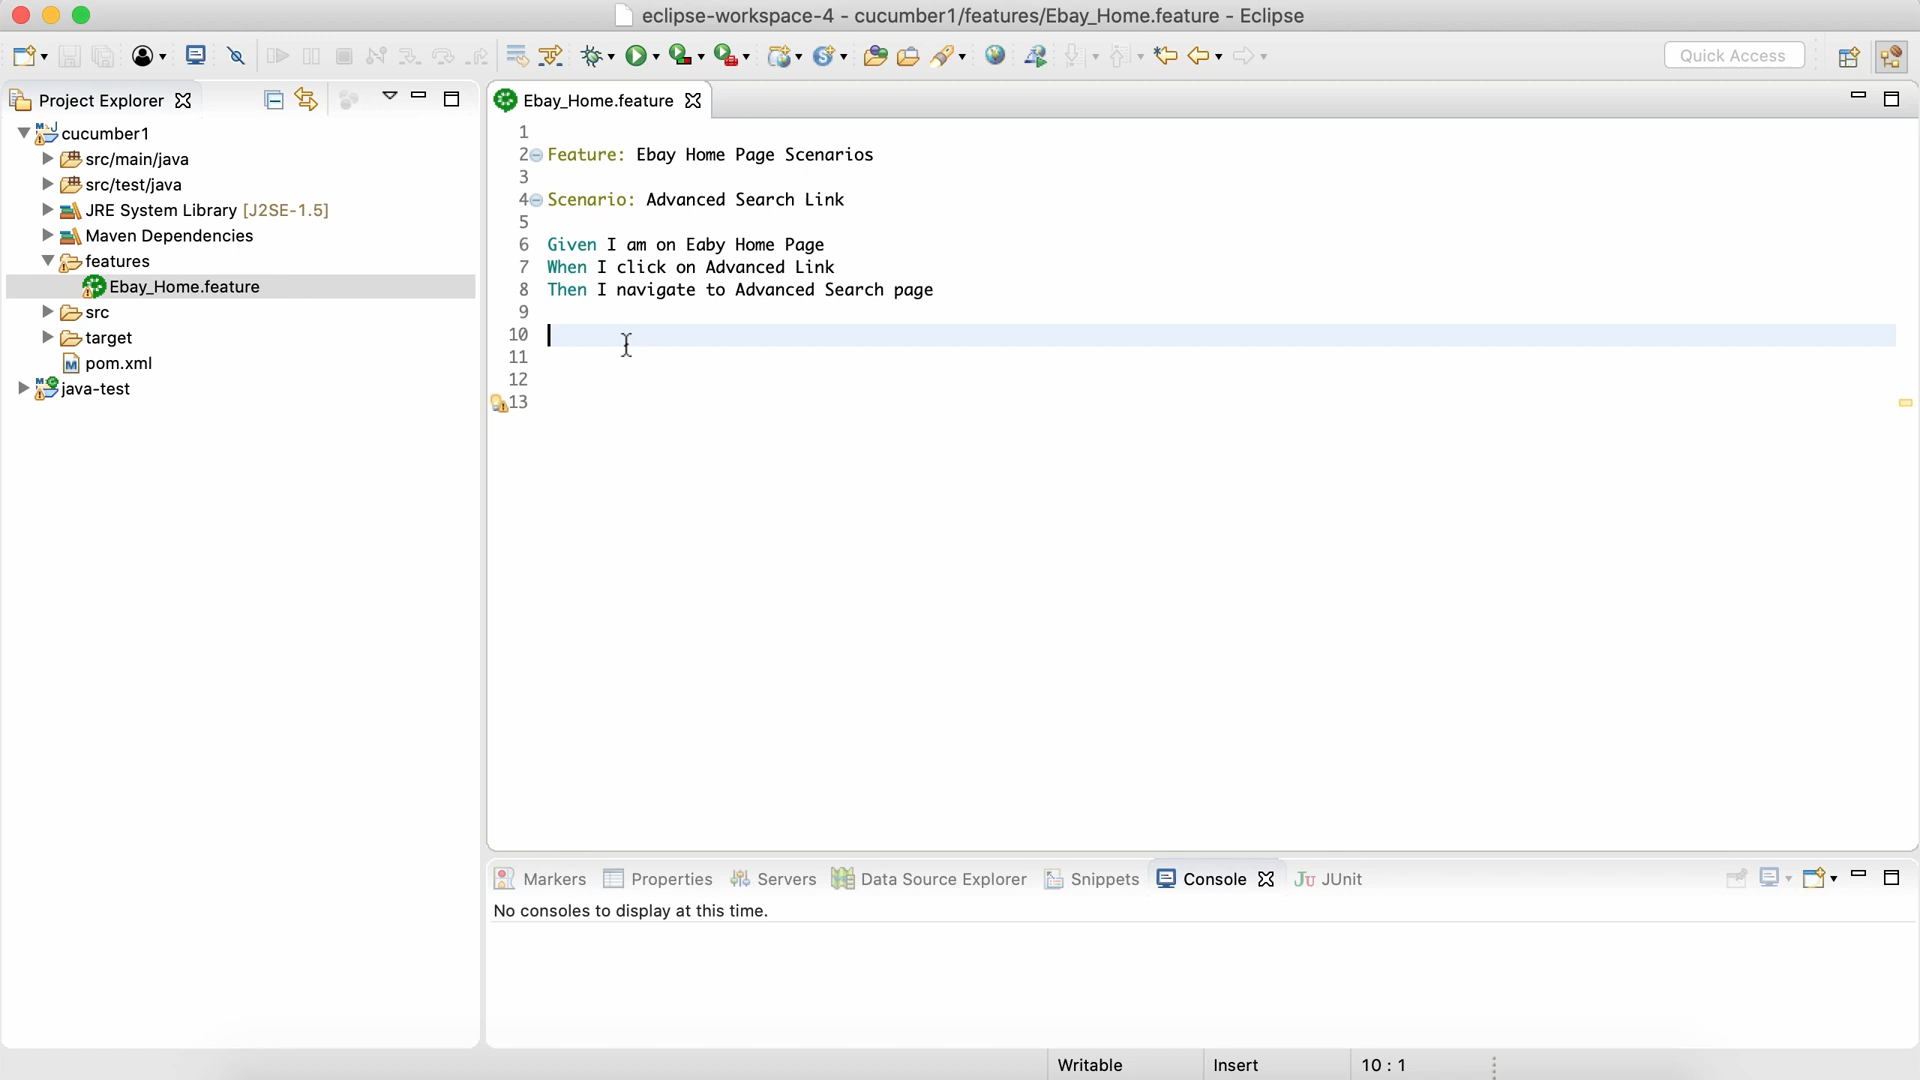 eclipse-workspace-4 - cucumber1/features/Ebay_Home.feature - Eclipse
Quick Access
Project Explorer
cucumber1
src/main/java
src/test/java
JRE System Library [J2SE-1.5]
Maven Dependencies
features
Ebay_Home.feature
src
target
pom.xml
java-test
Ebay_Home.feature
1
2 Feature: Ebay Home Page Scenarios
3
4 Scenario: Advanced Search Link
5
6 Given I am on Eaby Home Page
7 When I click on Advanced Link
8 Then I navigate to Advanced Search page
9
10
11
12
13
Markers Properties Servers Data Source Explorer Snippets Console JUnit
No consoles to display at this time.
Writable Insert 10 : 1